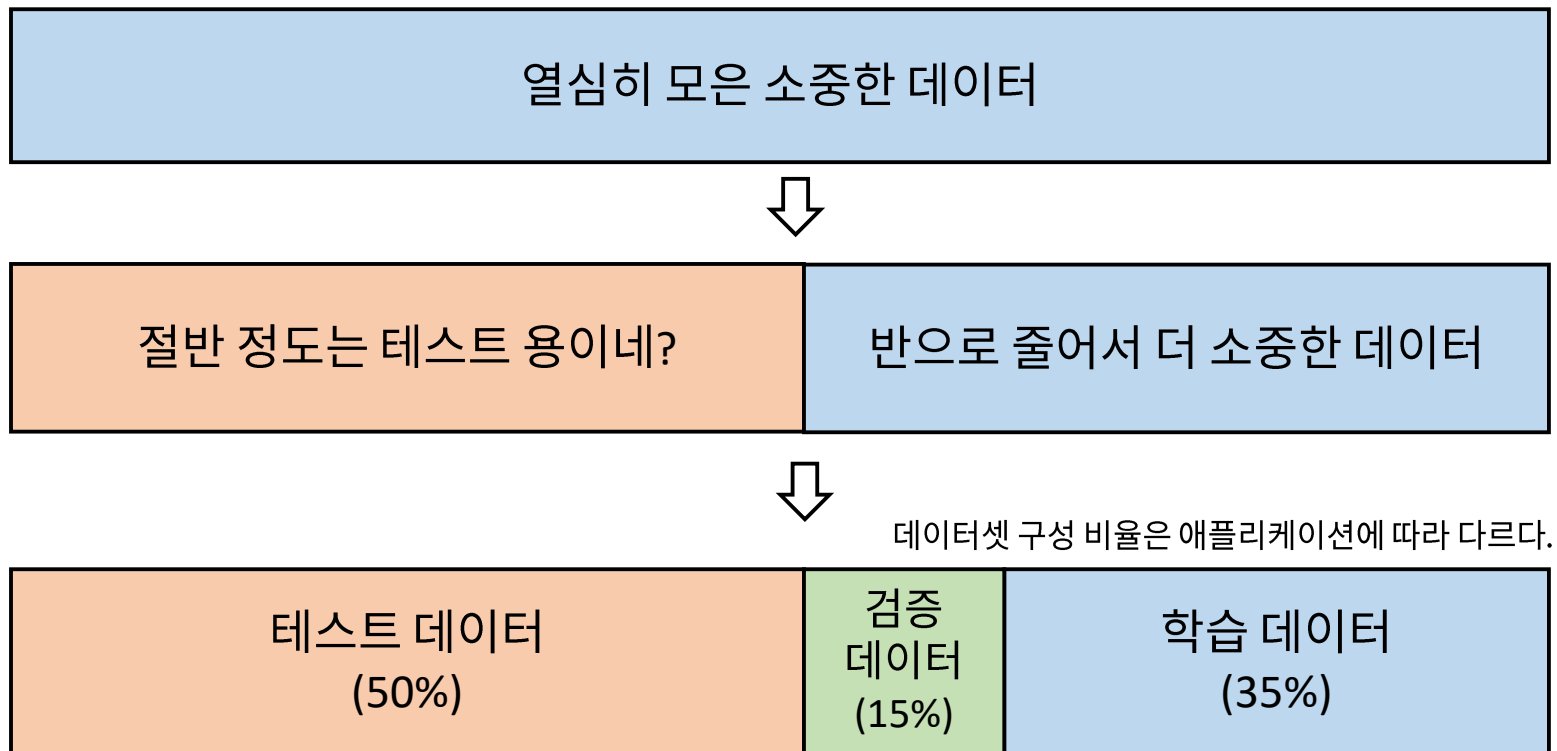 열심히 모은 소중한 데이터
절반 정도는 테스트 용이네?
반으로 줄어서 더 소중한 데이터
데이터셋 구성 비율은 애플리케이션에 따라 다르다.
테스트 데이터
(50%)
검증
데이터
(15%)
학습 데이터
(35%)